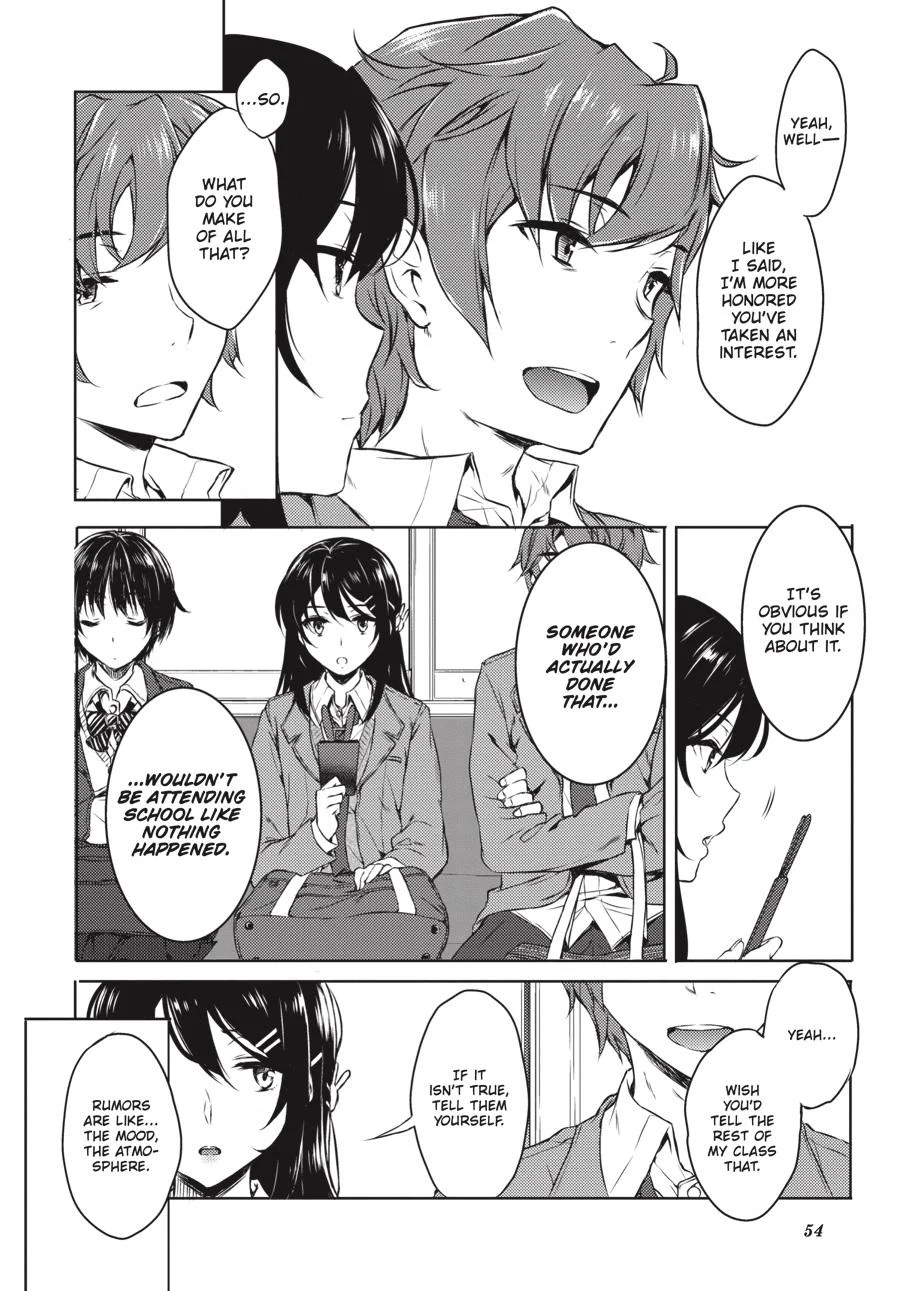 YEAH,
WELL—
LIKE
I SAID,
I'M MORE
HONORED
YOU'VE
TAKEN AN
INTEREST.
...SO.
WHAT
DO YOU
MAKE
OF ALL
THAT?
IT'S
OBVIOUS IF
YOU THINK
ABOUT IT.
SOMEONE
WHO'D
ACTUALLY
DONE
THAT...
...WOULDN'T
BE ATTENDING
SCHOOL LIKE
NOTHING
HAPPENED.
YEAH...
WISH
YOU'D
TELL THE
REST OF
MY CLASS
THAT.
IF IT
ISN'T TRUE,
TELL THEM
YOURSELF.
RUMORS
ARE LIKE...
THE MOOD,
THE ATMO-
SPHERE.
54